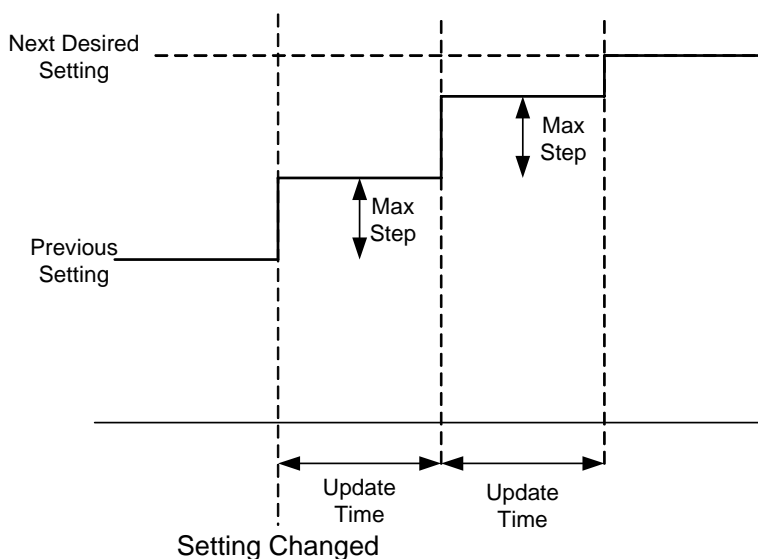 Next Desired
Setting
Max
Step
Max
Step
Previous
Setting
Update
Time
Update
Time
Setting Changed